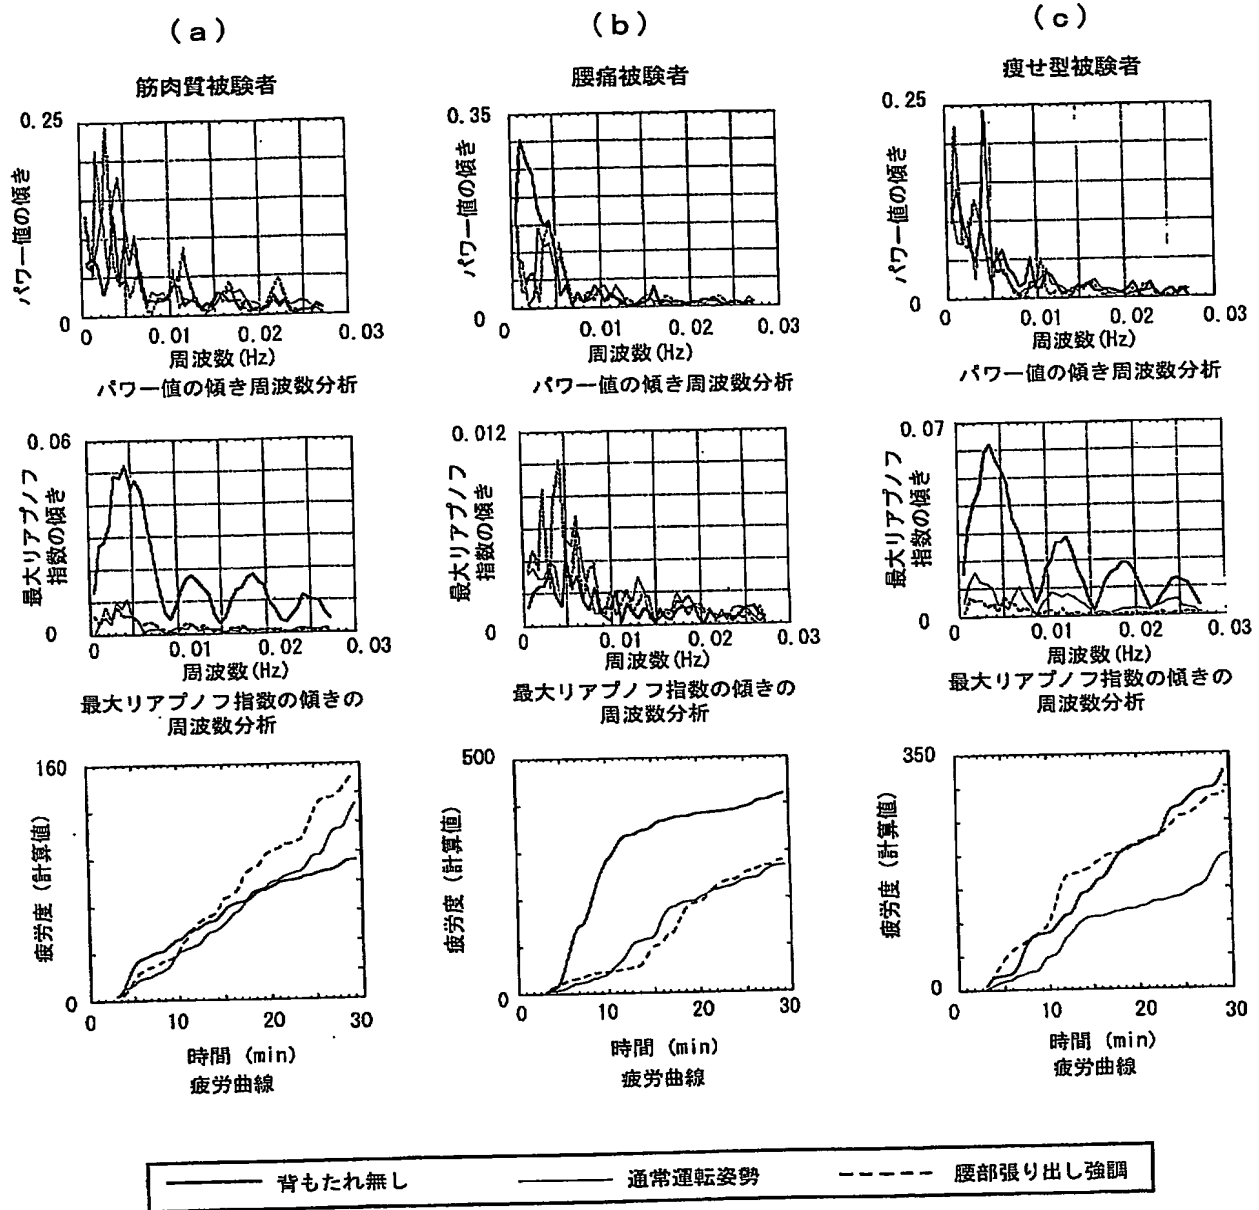 (a)
筋肉質被験者
0.25
パワー値の傾き
0
0 0.01 0.02 0.03
周波数(Hz)
パワー値の傾き周波数分析
0.06
最大リアプノフ
指数の傾き
0
0 0.01 0.02 0.03
周波数(Hz)
最大リアプノフ指数の傾きの
周波数分析
160
疲労度 (計算値)
0
0 10 20 30
時間 (min)
疲労曲線
(b)
腰痛被験者
0.35
パワー値の傾き
0
0 0.01 0.02 0.03
周波数(Hz)
パワー値の傾き周波数分析
0.012
最大リアプノフ
指数の傾き
0
0 0.01 0.02 0.03
周波数(Hz)
最大リアプノフ指数の傾きの
周波数分析
500
疲労度 (計算値)
0
0 10 20 30
時間 (min)
疲労曲線
(c)
痩せ型被験者
0.25
パワー値の傾き
0
0 0.01 0.02 0.03
周波数(Hz)
パワー値の傾き周波数分析
0.07
最大リアプノフ
指数の傾き
0
0 0.01 0.02 0.03
周波数(Hz)
最大リアプノフ指数の傾きの
周波数分析
350
疲労度 (計算値)
0
0 10 20 30
時間 (min)
疲労曲線
背もたれ無し 通常運転姿勢 腰部張り出し強調